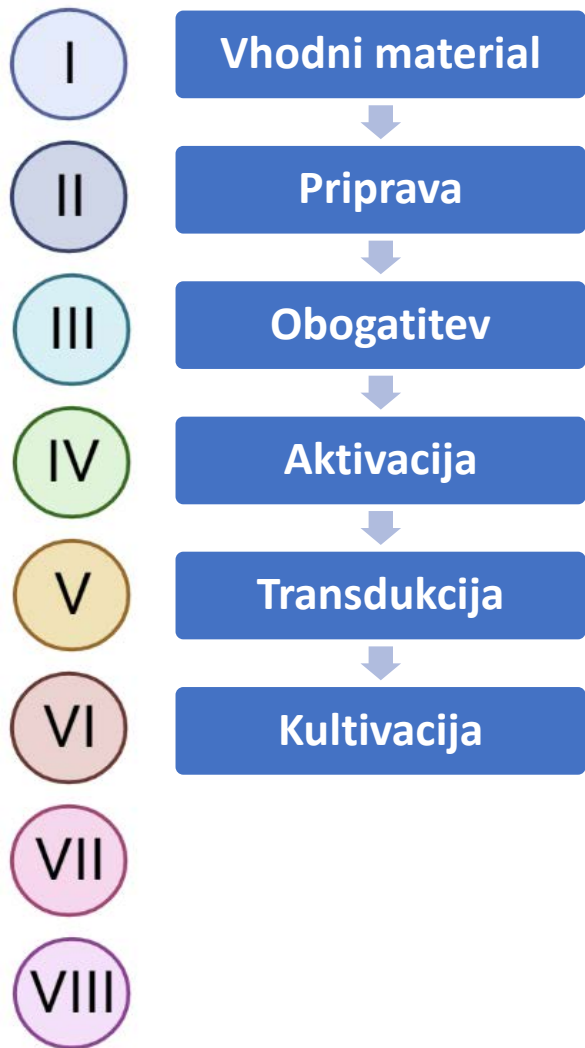 I
Vhodni material
II
Priprava
III
Obogatitev
IV
Aktivacija
V
Transdukcija
VI
Kultivacija
VII
VIII